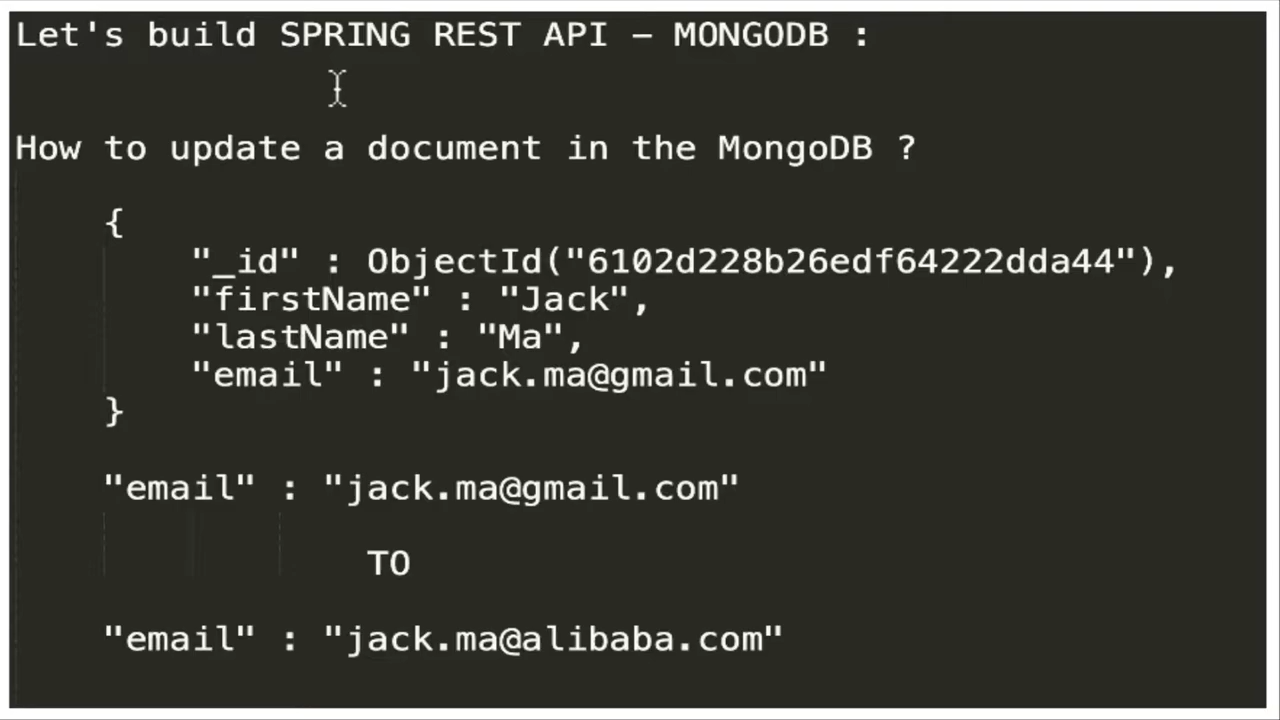 Let's build SPRING REST API – MONGODB :
How to update a document in the MongoDB ?
{
"_id" : ObjectId("6102d228b26edf64222dda44"),
"firstName" : "Jack",
"lastName" : "Ma",
"email" : "jack.ma@gmail.com"
}
"email" : "jack.ma@gmail.com"
TO
"email" : "jack.ma@alibaba.com"